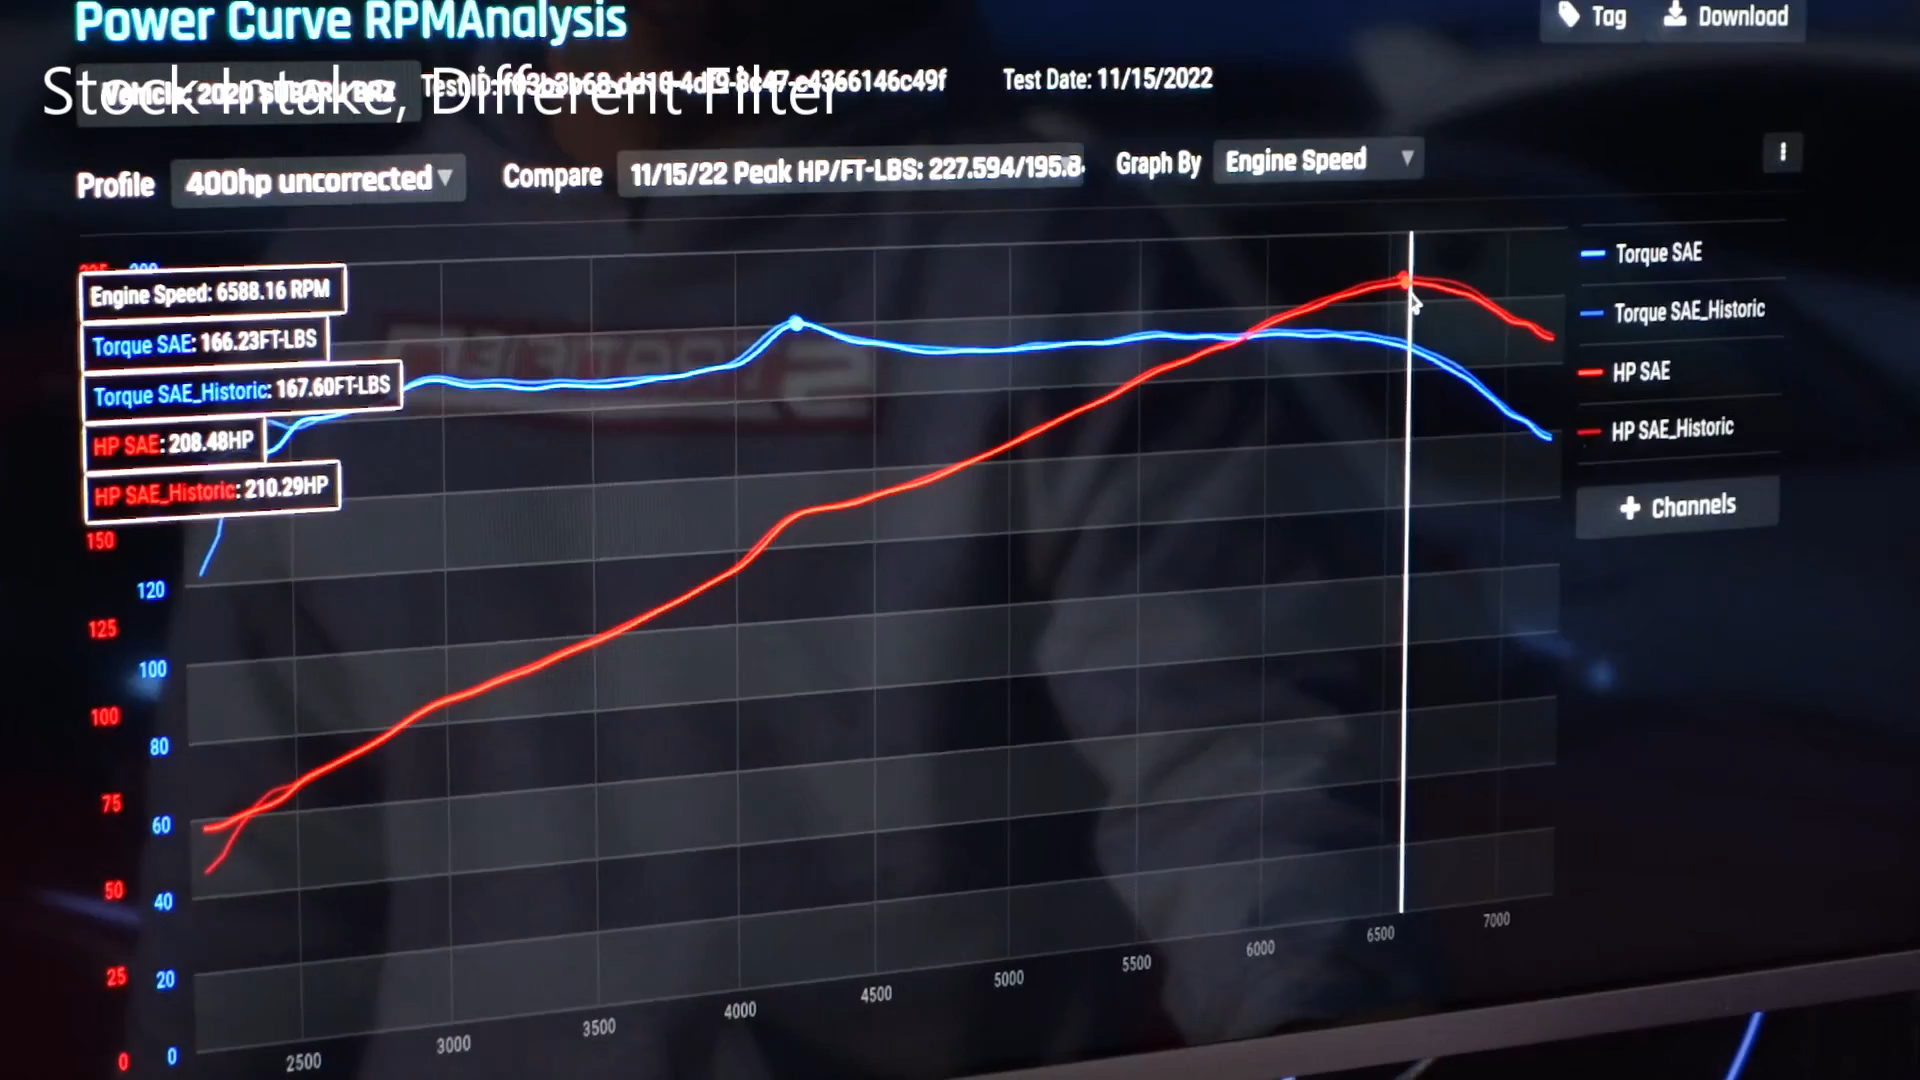 Power Curve RPMAnalysis
Tag
Download
Stock Intake, Different Filter
Vehicle: 2020 SUBARU BRZ
Test Date: 11/15/2022
Profile
400hp uncorrected
Compare
11/15/22 Peak HP/FT-LBS: 227.594/195.8
Graph By
Engine Speed
Engine Speed: 6588.16 RPM
Torque SAE: 166.23FT-LBS
Torque SAE_Historic: 167.60FT-LBS
HP SAE: 208.48HP
HP SAE_Historic: 210.29HP
Torque SAE
Torque SAE_Historic
HP SAE
HP SAE_Historic
+ Channels
150
125
100
75
50
25
0
120
100
80
60
40
20
0
2500
3000
3500
4000
4500
5000
5500
6000
6500
7000